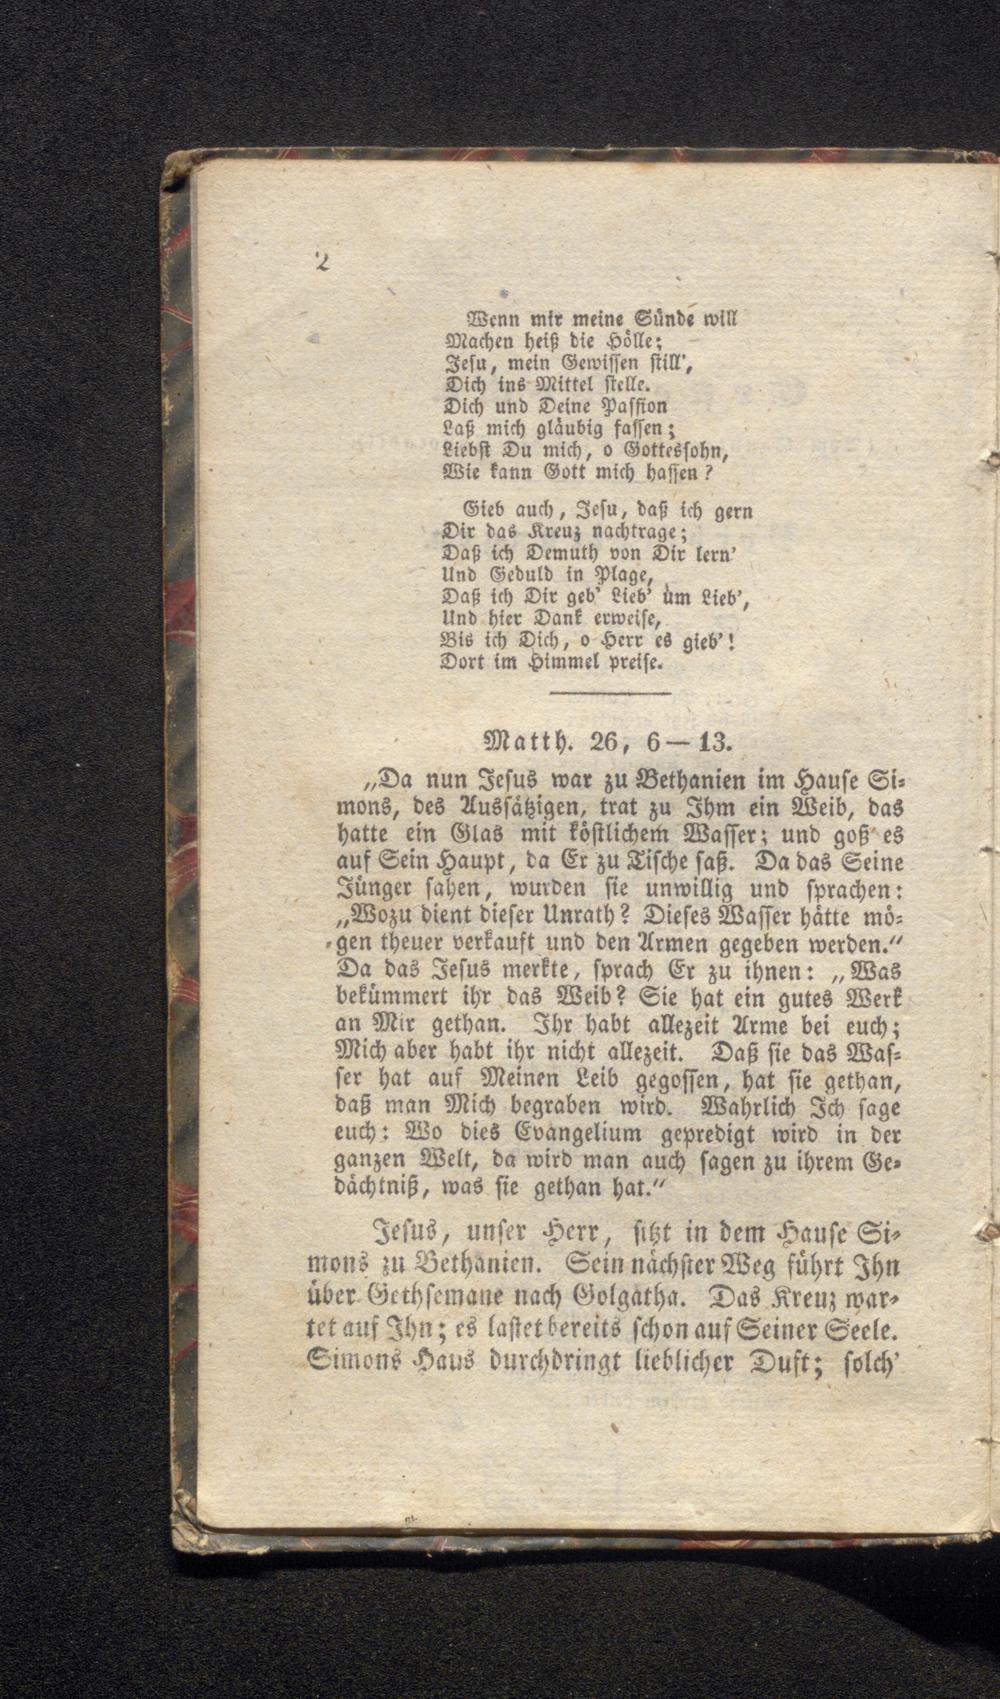 2
Wenn mir meine Sünde will
Machen heiß die Hölle;
Jesu, mein Gewissen still',
Dich ins Mittel stelle.
Dich und Deine Passion
Laß mich gläubig fassen;
Liebst Du mich, o Gottessohn,
Wie kann Gott mich hassen?
Gieb auch, Jesu, daß ich gern
Dir das Kreuz nachtrage;
Daß ich Demuth von Dir lern'
Und Geduld in Plage,
Daß ich Dir geb' Lieb' um Lieb',
Und hier Dank erweise,
Bis ich Dich, o Herr es gieb'!
Dort im Himmel preise.
Matth. 26, 6—13.
„Da nun Jesus war zu Bethanien im Hause Si-
mons, des Aussätzigen, trat zu Ihm ein Weib, das
hatte ein Glas mit köstlichem Wasser; und goß es
auf Sein Haupt, da Er zu Tische saß. Da das Seine
Jünger sahen, wurden sie unwillig und sprachen:
„Wozu dient dieser Unrath? Dieses Wasser hätte mö-
gen theuer verkauft und den Armen gegeben werden.“
Da das Jesus merkte, sprach Er zu ihnen: „Was
bekümmert ihr das Weib? Sie hat ein gutes Werk
an Mir gethan. Ihr habt allezeit Arme bei euch;
Mich aber habt ihr nicht allezeit. Daß sie das Was-
ser hat auf Meinen Leib gegossen, hat sie gethan,
daß man Mich begraben wird. Wahrlich Ich sage
euch: Wo dies Evangelium gepredigt wird in der
ganzen Welt, da wird man auch sagen zu ihrem Ge-
dächtniß, was sie gethan hat.“
Jesus, unser Herr, sitzt in dem Hause Si-
mons zu Bethanien. Sein nächster Weg führt Ihn
über Gethsemane nach Golgatha. Das Kreuz war-
tet auf Ihn; es lastet bereits schon auf Seiner Seele.
Simons Haus durchdringt lieblicher Duft; solch'